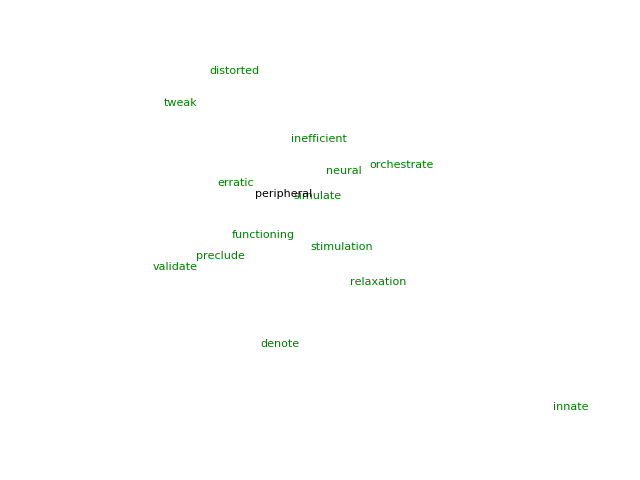 distorted
tweak
inefficient
orchestrate
neural
erratic
peripheral
simulate
functioning
stimulation
preclude
validate
relaxation
denote
innate